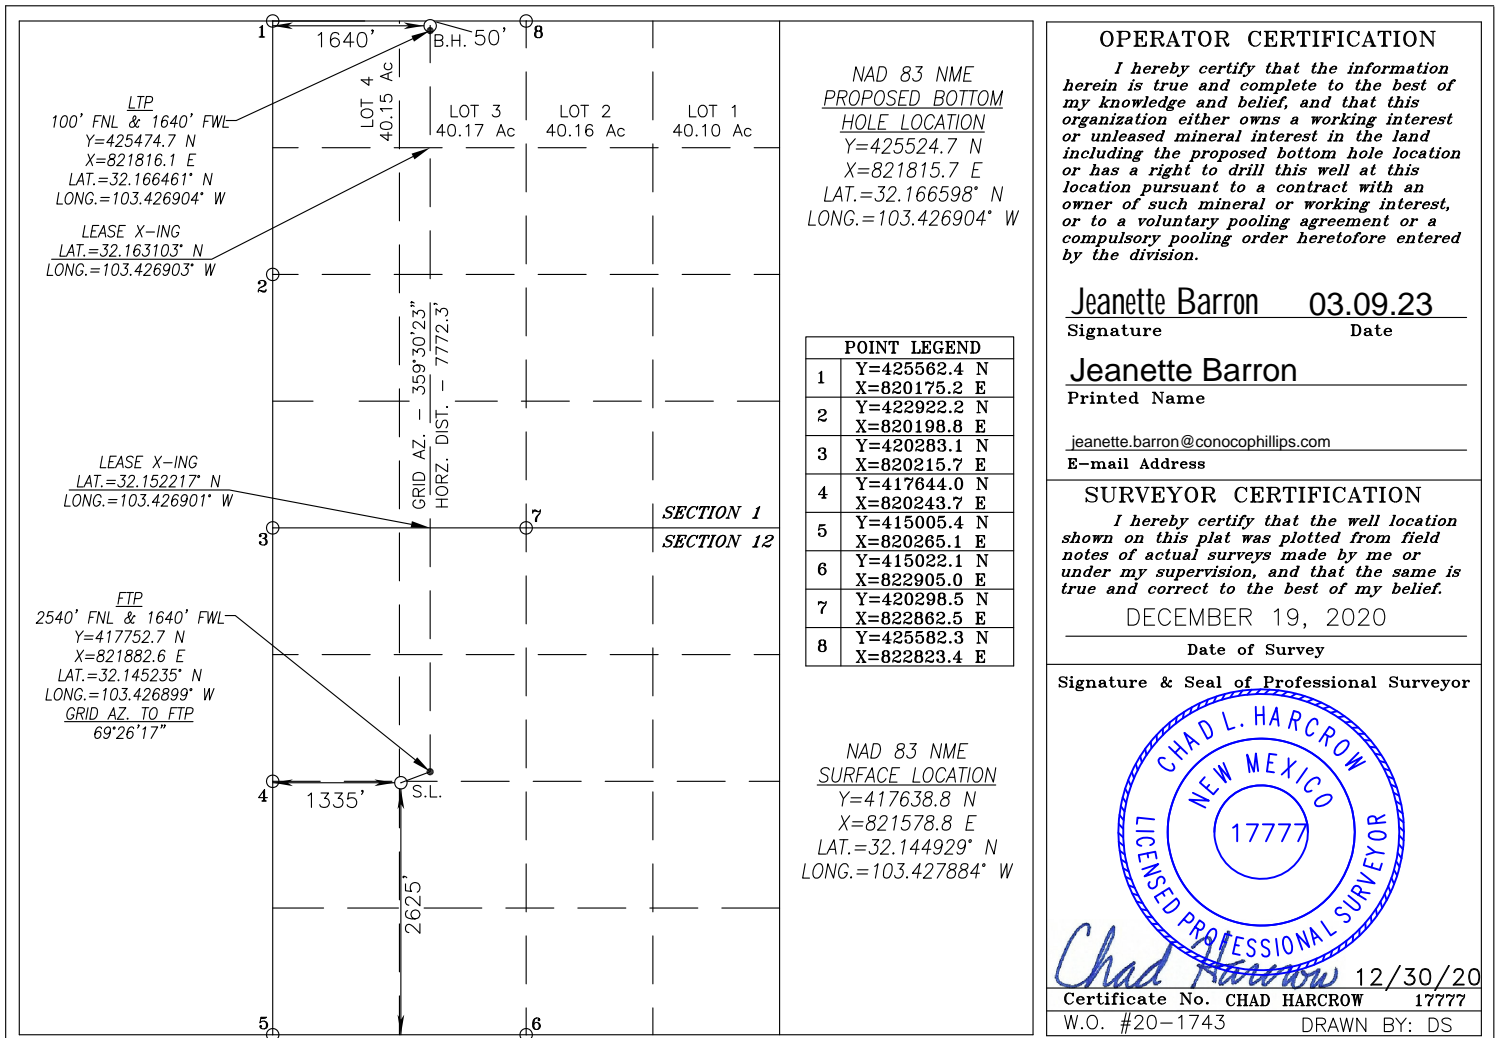 1
1640'
B.H. 50'
8
LTP
100' FNL & 1640' FWL
Y=425474.7 N
X=821816.1 E
LAT.=32.166461° N
LONG.=103.426904° W
LEASE X-ING
LAT.=32.163103° N
LONG.=103.426903° W
LOT 4
40.15 Ac
LOT 3
40.17 Ac
LOT 2
40.16 Ac
LOT 1
40.10 Ac
2
GRID AZ. - 359°30'23"
HORZ. DIST. - 7772.3'
LEASE X-ING
LAT.=32.152217° N
LONG.=103.426901° W
3
7
SECTION 1
SECTION 12
FTP
2540' FNL & 1640' FWL
Y=417752.7 N
X=821882.6 E
LAT.=32.145235° N
LONG.=103.426899° W
GRID AZ. TO FTP
69°26'17"
4
1335'
S.L.
2625'
5
6
NAD 83 NME
PROPOSED BOTTOM
HOLE LOCATION
Y=425524.7 N
X=821815.7 E
LAT.=32.166598° N
LONG.=103.426904° W
POINT LEGEND
1 Y=425562.4 N
X=820175.2 E
2 Y=422922.2 N
X=820198.8 E
3 Y=420283.1 N
X=820215.7 E
4 Y=417644.0 N
X=820243.7 E
5 Y=415005.4 N
X=820265.1 E
6 Y=415022.1 N
X=822905.0 E
7 Y=420298.5 N
X=822862.5 E
8 Y=425582.3 N
X=822823.4 E
NAD 83 NME
SURFACE LOCATION
Y=417638.8 N
X=821578.8 E
LAT.=32.144929° N
LONG.=103.427884° W
OPERATOR CERTIFICATION
I hereby certify that the information
herein is true and complete to the best of
my knowledge and belief, and that this
organization either owns a working interest
or unleased mineral interest in the land
including the proposed bottom hole location
or has a right to drill this well at this
location pursuant to a contract with an
owner of such mineral or working interest,
or to a voluntary pooling agreement or a
compulsory pooling order heretofore entered
by the division.
Jeanette Barron 03.09.23
Signature Date
Jeanette Barron
Printed Name
jeanette.barron@conocophillips.com
E-mail Address
SURVEYOR CERTIFICATION
I hereby certify that the well location
shown on this plat was plotted from field
notes of actual surveys made by me or
under my supervision, and that the same is
true and correct to the best of my belief.
DECEMBER 19, 2020
Date of Survey
Signature & Seal of Professional Surveyor
CHAD L. HARCROW
NEW MEXICO
17777
LICENSED PROFESSIONAL SURVEYOR
Chad Harcrow 12/30/20
Certificate No. CHAD HARCROW 17777
W.O. #20-1743 DRAWN BY: DS